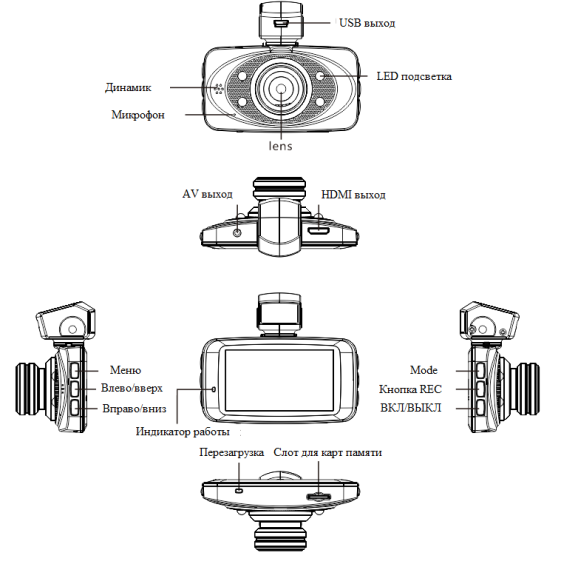 USB выход
LED подсветка
Динамик
Микрофон
lens
AV выход
HDMI выход
Меню
Влево/вверх
Вправо/вниз
Индикатор работы
Mode
Кнопка REC
ВКЛ/ВЫКЛ
Перезагрузка
Слот для карт памяти